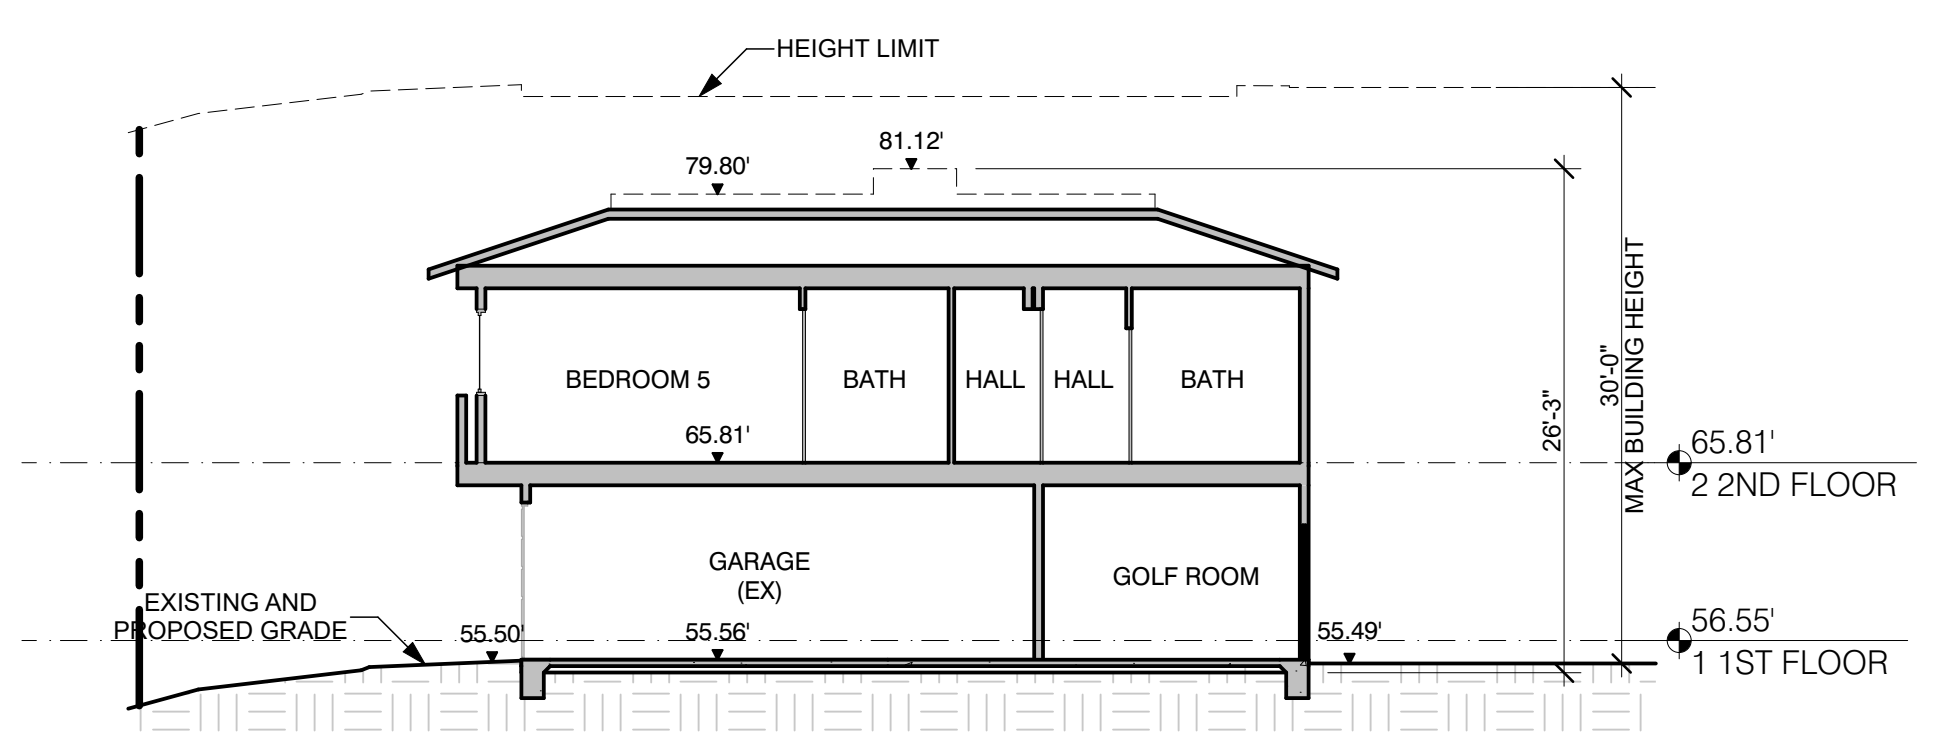 HEIGHT LIMIT
81.12'
79.80'
BEDROOM 5
BATH
HALL
HALL
BATH
65.81'
26'-3"
30'-0"
MAX BUILDING HEIGHT
65.81'
2 2ND FLOOR
GARAGE
(EX)
GOLF ROOM
EXISTING AND
PROPOSED GRADE
55.50'
55.56'
55.49'
56.55'
1 1ST FLOOR